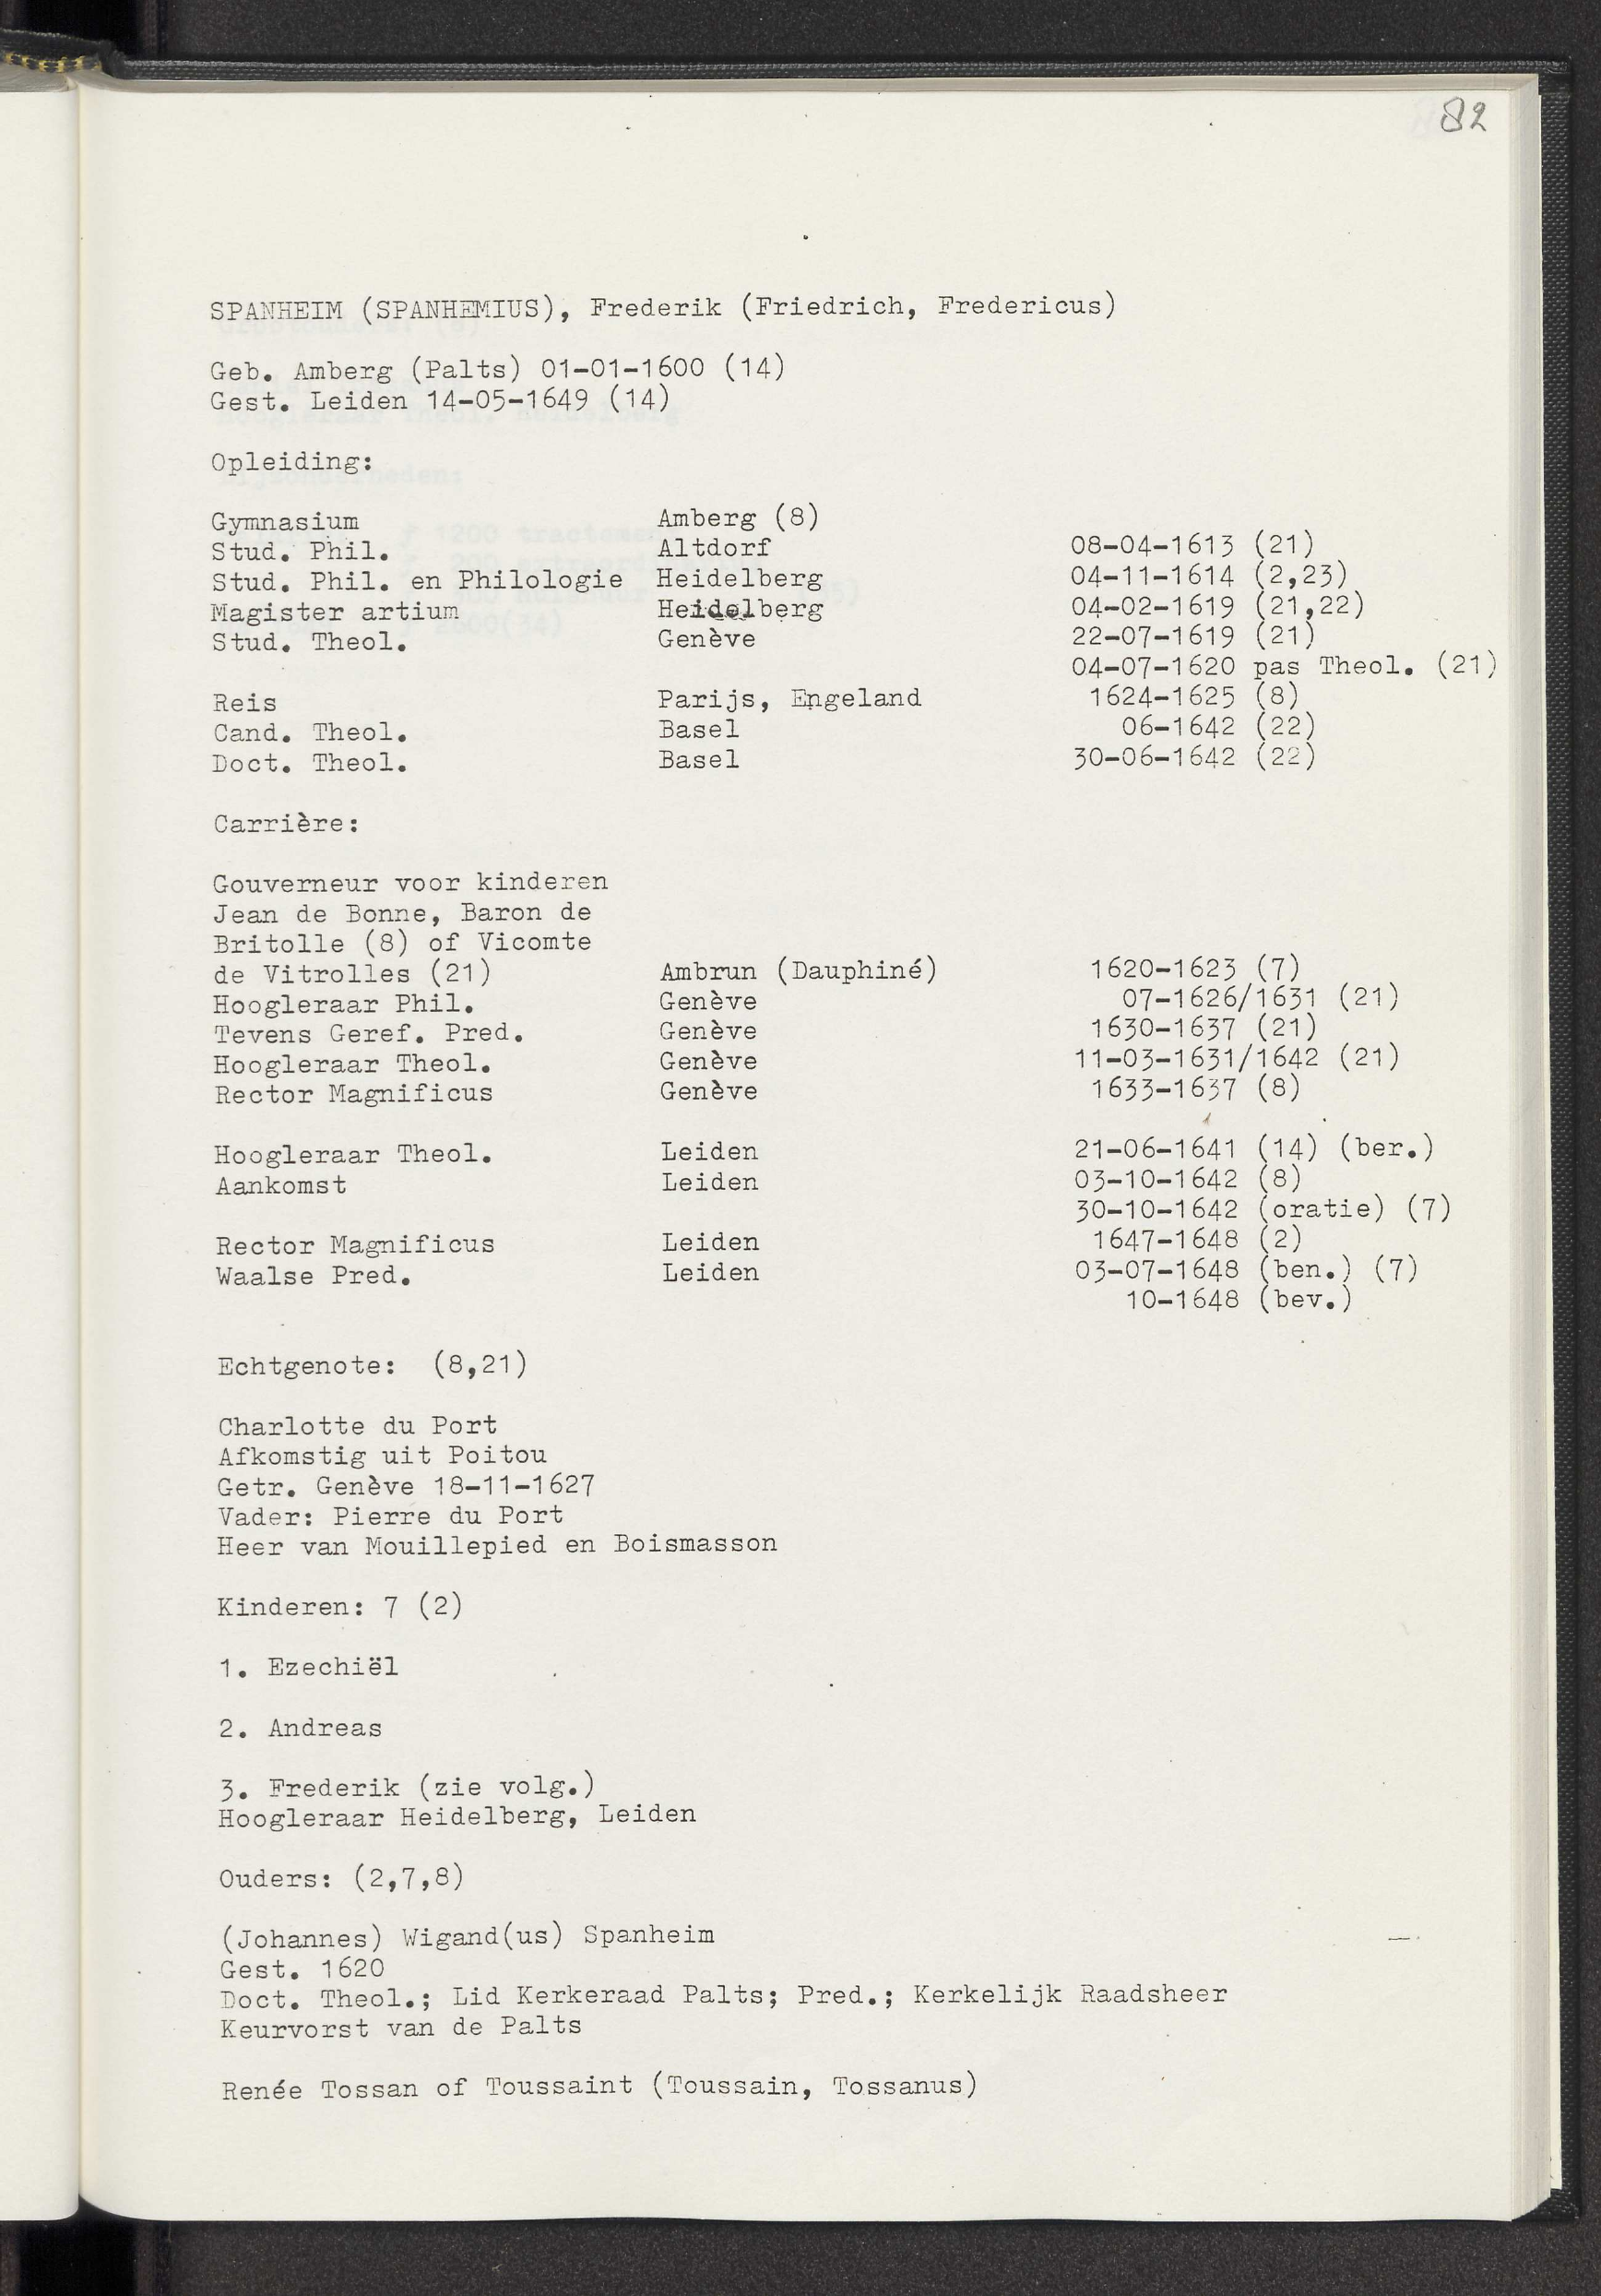 82
SPANHEIM (SPANHEMIUS), Frederik (Friedrich, Fredericus)
Geb. Amberg (Palts) 01-01-1600 (14)
Gest. Leiden 14-05-1649 (14)
Opleiding:
Gymnasium Amberg (8)
Stud. Phil. Altdorf 08-04-1613 (21)
Stud. Phil. en Philologie Heidelberg 04-11-1614 (2,23)
Magister artium Heidelberg 04-02-1619 (21,22)
Stud. Theol. Genève 22-07-1619 (21)
04-07-1620 pas Theol. (21)
Reis Parijs, Engeland 1624-1625 (8)
Cand. Theol. Basel 06-1642 (22)
Doct. Theol. Basel 30-06-1642 (22)
Carrière:
Gouverneur voor kinderen
Jean de Bonne, Baron de
Britolle (8) of Vicomte
de Vitrolles (21) Ambrun (Dauphiné) 1620-1623 (7)
Hoogleraar Phil. Genève 07-1626/1631 (21)
Tevens Geref. Pred. Genève 1630-1637 (21)
Hoogleraar Theol. Genève 11-03-1631/1642 (21)
Rector Magnificus Genève 1633-1637 (8)
Hoogleraar Theol. Leiden 21-06-1641 (14) (ber.)
Aankomst Leiden 03-10-1642 (8)
30-10-1642 (oratie) (7)
Rector Magnificus Leiden 1647-1648 (2)
Waalse Pred. Leiden 03-07-1648 (ben.) (7)
10-1648 (bev.)
Echtgenote: (8,21)
Charlotte du Port
Afkomstig uit Poitou
Getr. Genève 18-11-1627
Vader: Pierre du Port
Heer van Mouillepied en Boismasson
Kinderen: 7 (2)
1. Ezechiël
2. Andreas
3. Frederik (zie volg.)
Hoogleraar Heidelberg, Leiden
Ouders: (2,7,8)
(Johannes) Wigand(us) Spanheim
Gest. 1620
Doct. Theol.; Lid Kerkeraad Palts; Pred.; Kerkelijk Raadsheer
Keurvorst van de Palts
Renée Tossan of Toussaint (Toussain, Tossanus)